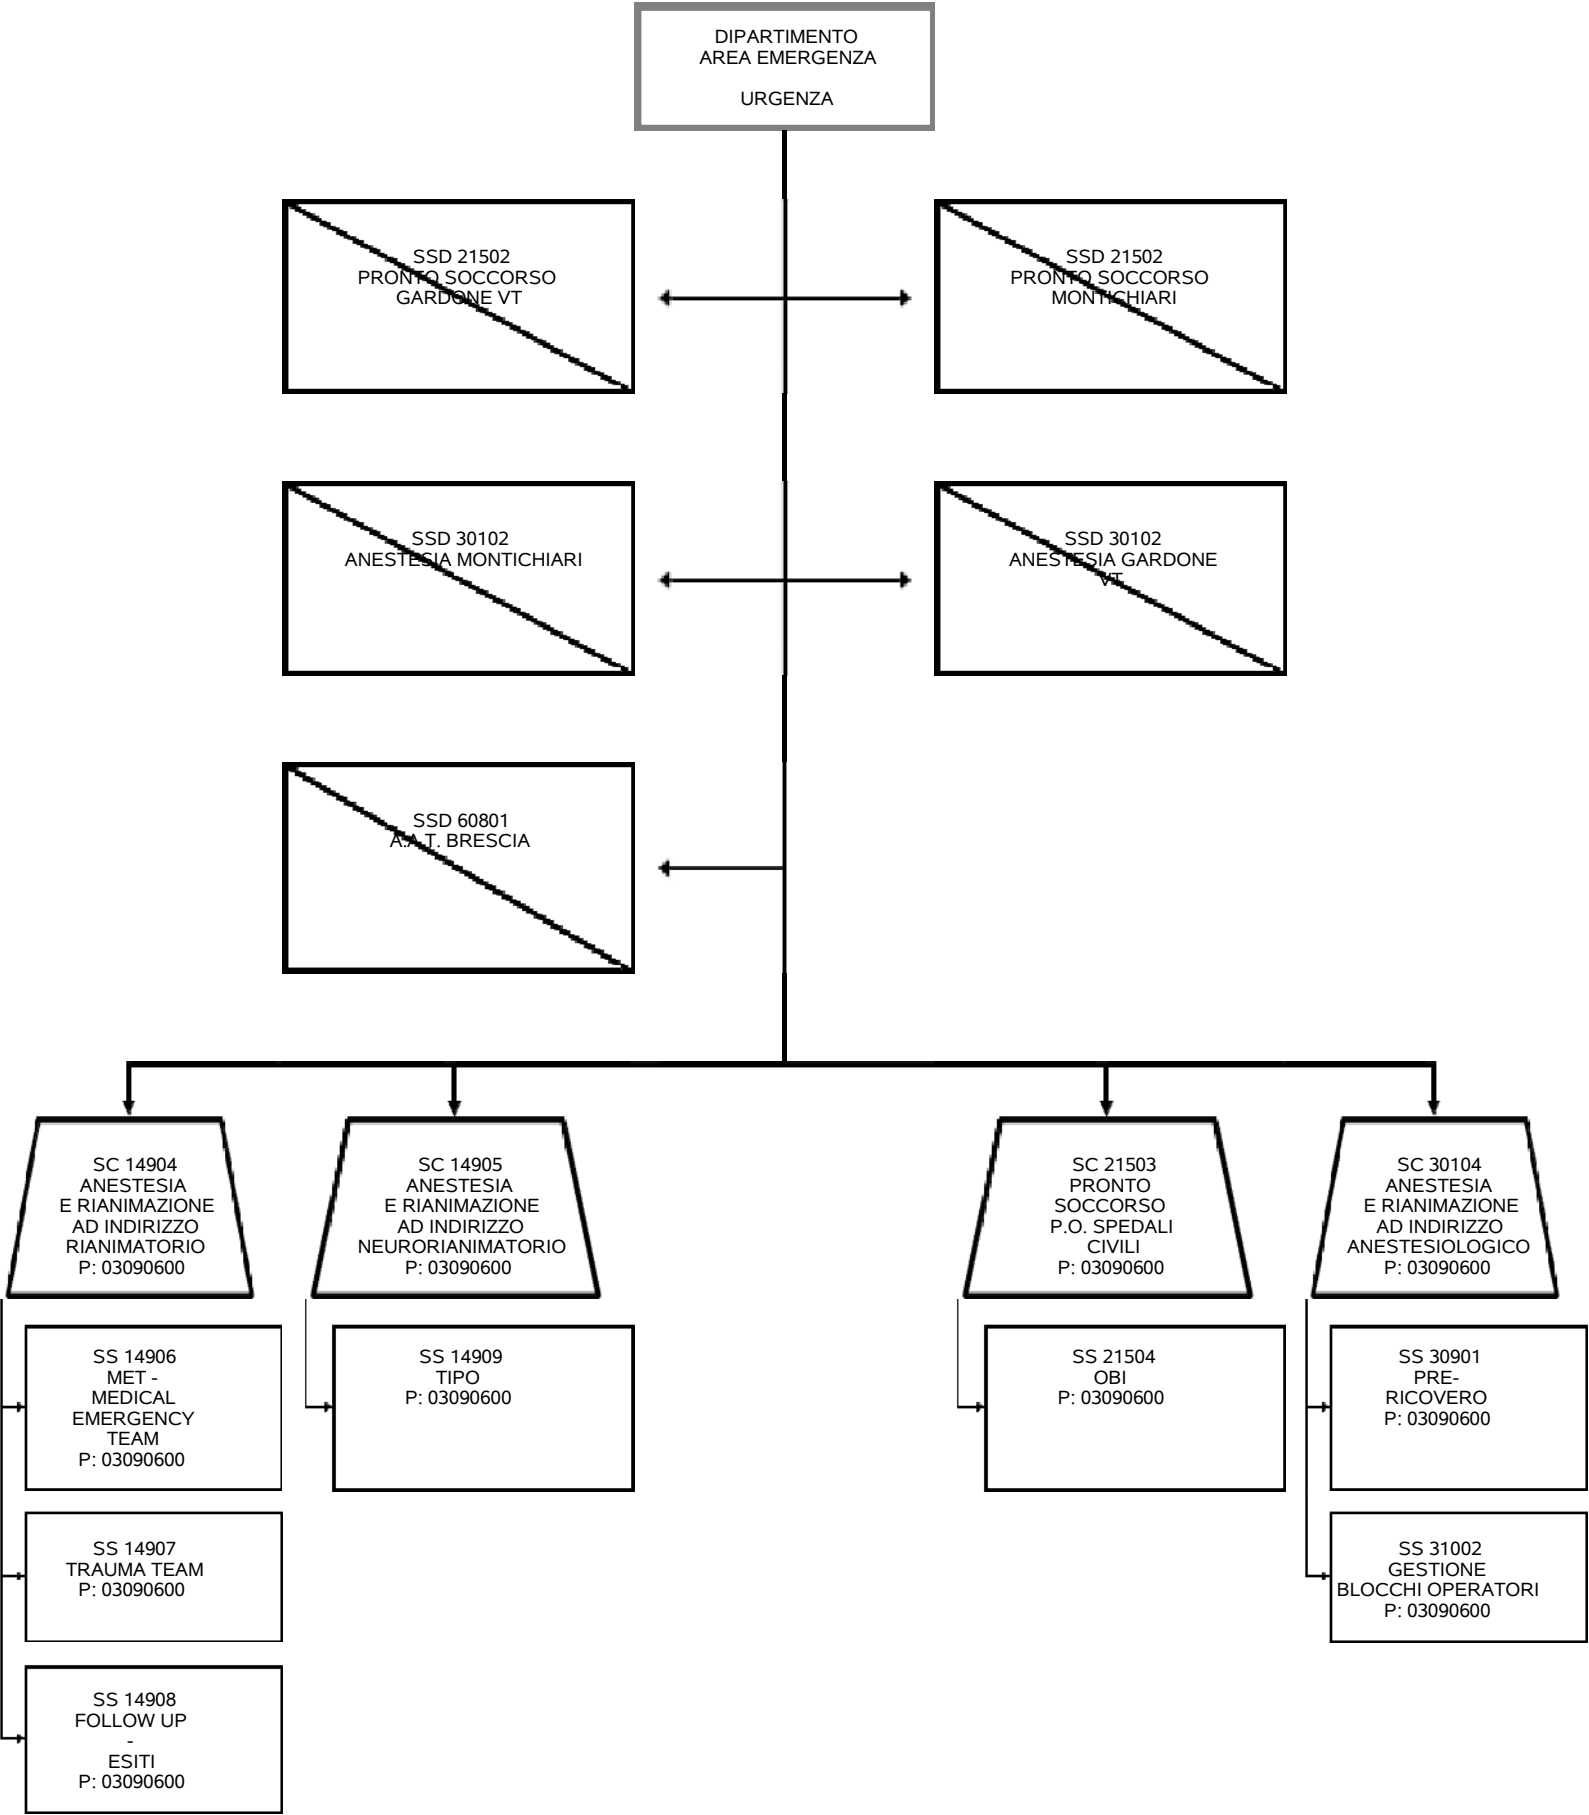 DIPARTIMENTO
AREA EMERGENZA
URGENZA
SSD 21502
PRONTO SOCCORSO
GARDONE VT
SSD 21502
PRONTO SOCCORSO
MONTICHIARI
SSD 30102
ANESTESIA MONTICHIARI
SSD 30102
ANESTESIA GARDONE
VT
SSD 60801
A.A.T. BRESCIA
SC 14904
ANESTESIA
E RIANIMAZIONE
AD INDIRIZZO
RIANIMATORIO
P: 03090600
SC 14905
ANESTESIA
E RIANIMAZIONE
AD INDIRIZZO
NEURORIANIMATORIO
P: 03090600
SC 21503
PRONTO
SOCCORSO
P.O. SPEDALI
CIVILI
P: 03090600
SC 30104
ANESTESIA
E RIANIMAZIONE
AD INDIRIZZO
ANESTESIOLOGICO
P: 03090600
SS 14906
MET -
MEDICAL
EMERGENCY
TEAM
P: 03090600
SS 14909
TIPO
P: 03090600
SS 21504
OBI
P: 03090600
SS 30901
PRE-
RICOVERO
P: 03090600
SS 14907
TRAUMA TEAM
P: 03090600
SS 31002
GESTIONE
BLOCCHI OPERATORI
P: 03090600
SS 14908
FOLLOW UP
-
ESITI
P: 03090600